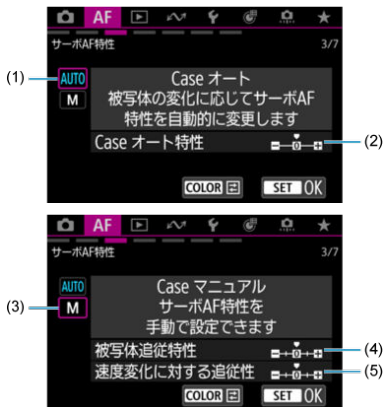 AF
サーボAF特性
3/7
(1)
AUTO
M
Case オート
被写体の変化に応じてサーボAF
特性を自動的に変更します
Case オート特性
-0+
(2)
COLOR
SET OK
AF
サーボAF特性
3/7
AUTO
(3)
M
Case マニュアル
サーボAF特性を
手動で設定できます
被写体追従特性
-0+
(4)
速度変化に対する追従性
-0+
(5)
COLOR
SET OK